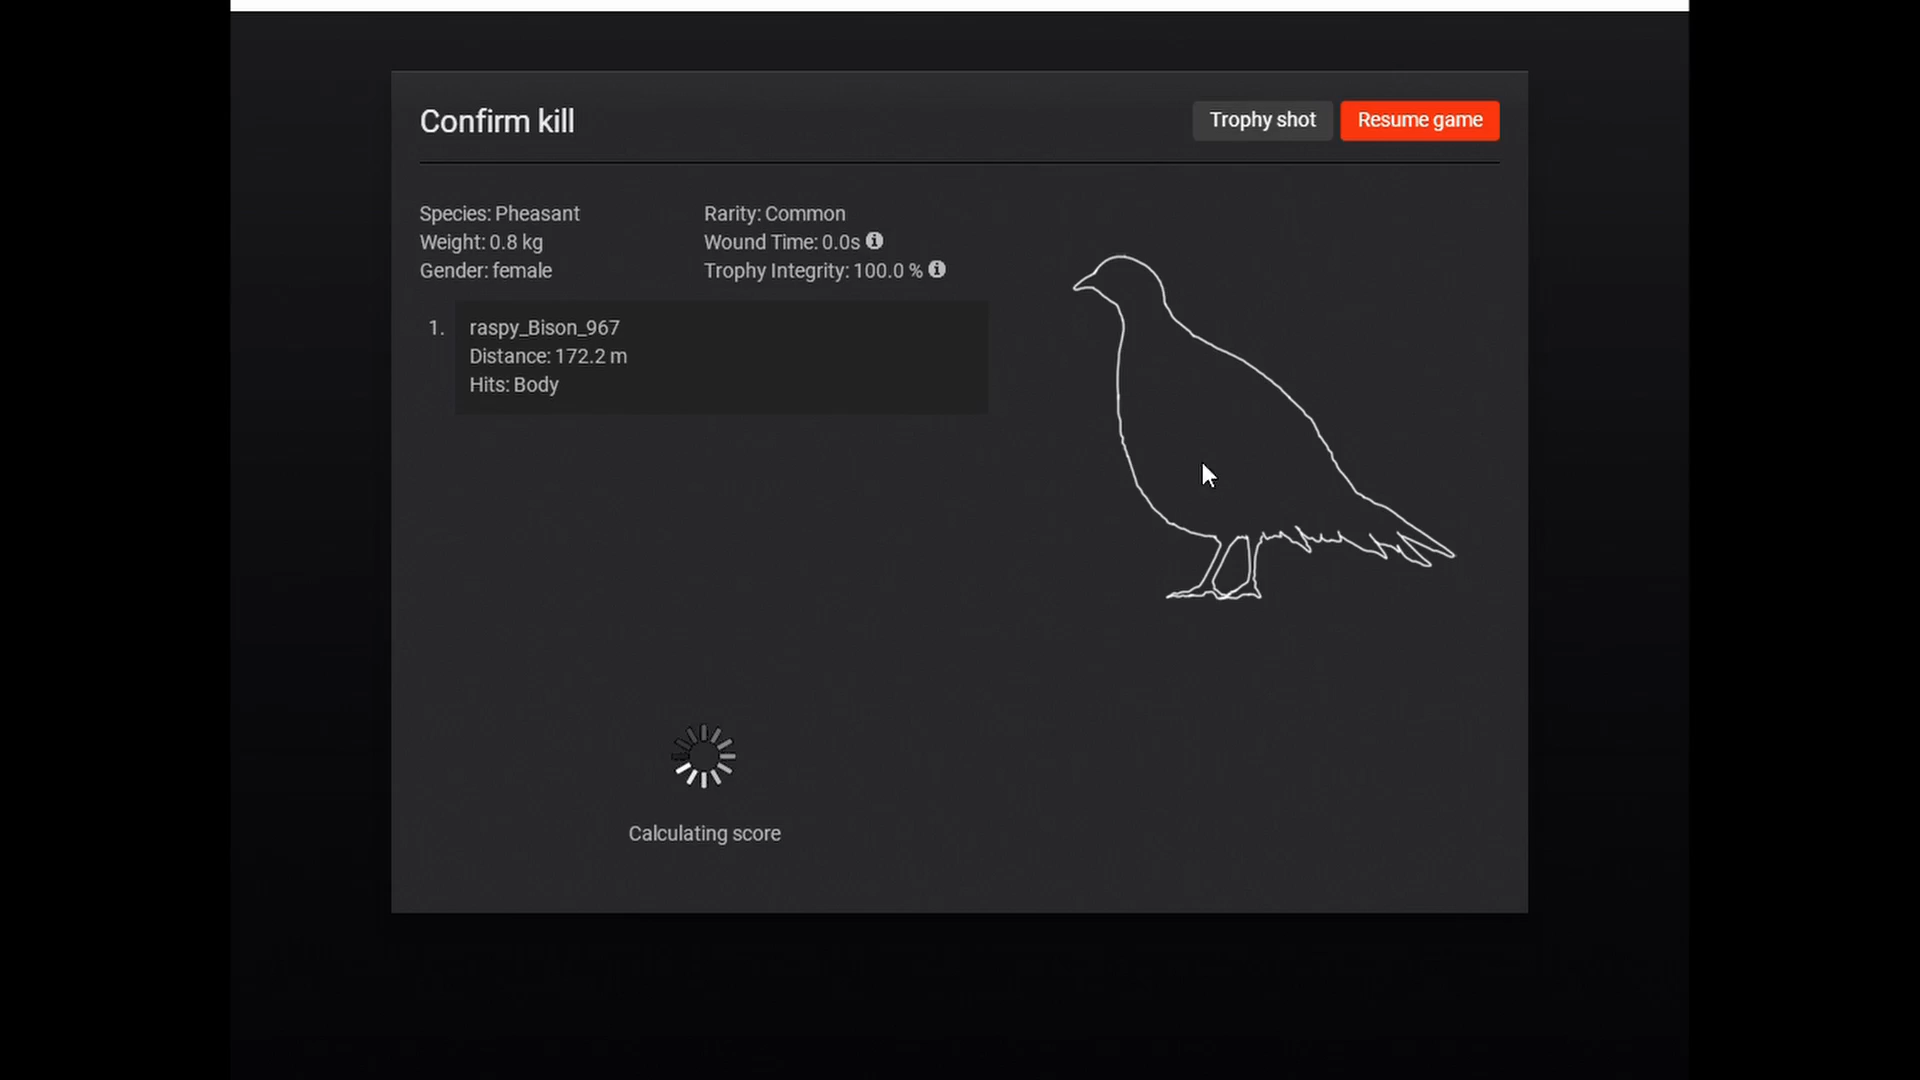 Confirm kill
Trophy shot
Resume game
Species: Pheasant
Weight: 0.8 kg
Gender: female
Rarity: Common
Wound Time: 0.0s
Trophy Integrity: 100.0 %
1.
raspy_Bison_967
Distance: 172.2 m
Hits: Body
Calculating score